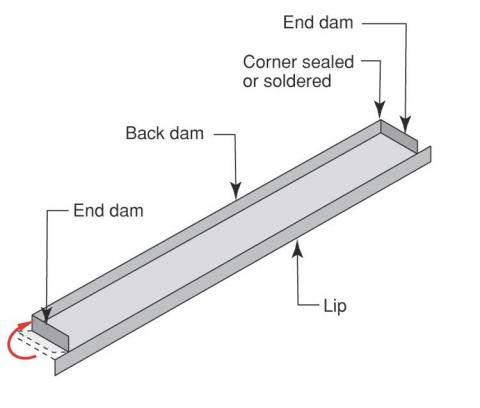 End dam
Corner sealed
or soldered
Back dam
End dam
Lip